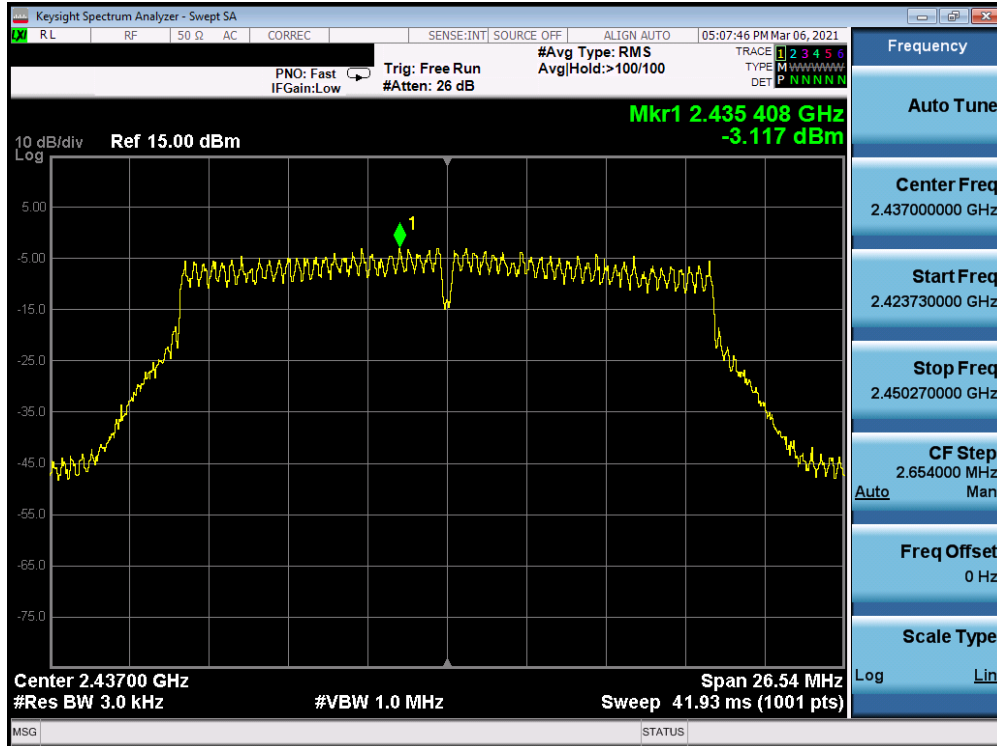 Keysight Spectrum Analyzer - Swept SA
LXI RL RF 50 Ω AC CORREC SENSE:INT SOURCE OFF ALIGN AUTO 05:07:46 PM Mar 06, 2021
PNO: Fast Trig: Free Run #Avg Type: RMS TRACE 1 2 3 4 5 6
IFGain:Low #Atten: 26 dB Avg|Hold:>100/100 TYPE M W W W W W
DET P N N N N N
Mkr1 2.435 408 GHz
-3.117 dBm
10 dB/div Ref 15.00 dBm
Log
1
5.00
-5.00
-15.0
-25.0
-35.0
-45.0
-55.0
-65.0
-75.0
Center 2.43700 GHz Span 26.54 MHz
#Res BW 3.0 kHz #VBW 1.0 MHz Sweep 41.93 ms (1001 pts)
MSG STATUS
Frequency
Auto Tune
Center Freq
2.437000000 GHz
Start Freq
2.423730000 GHz
Stop Freq
2.450270000 GHz
CF Step
2.654000 MHz
Auto Man
Freq Offset
0 Hz
Scale Type
Log Lin